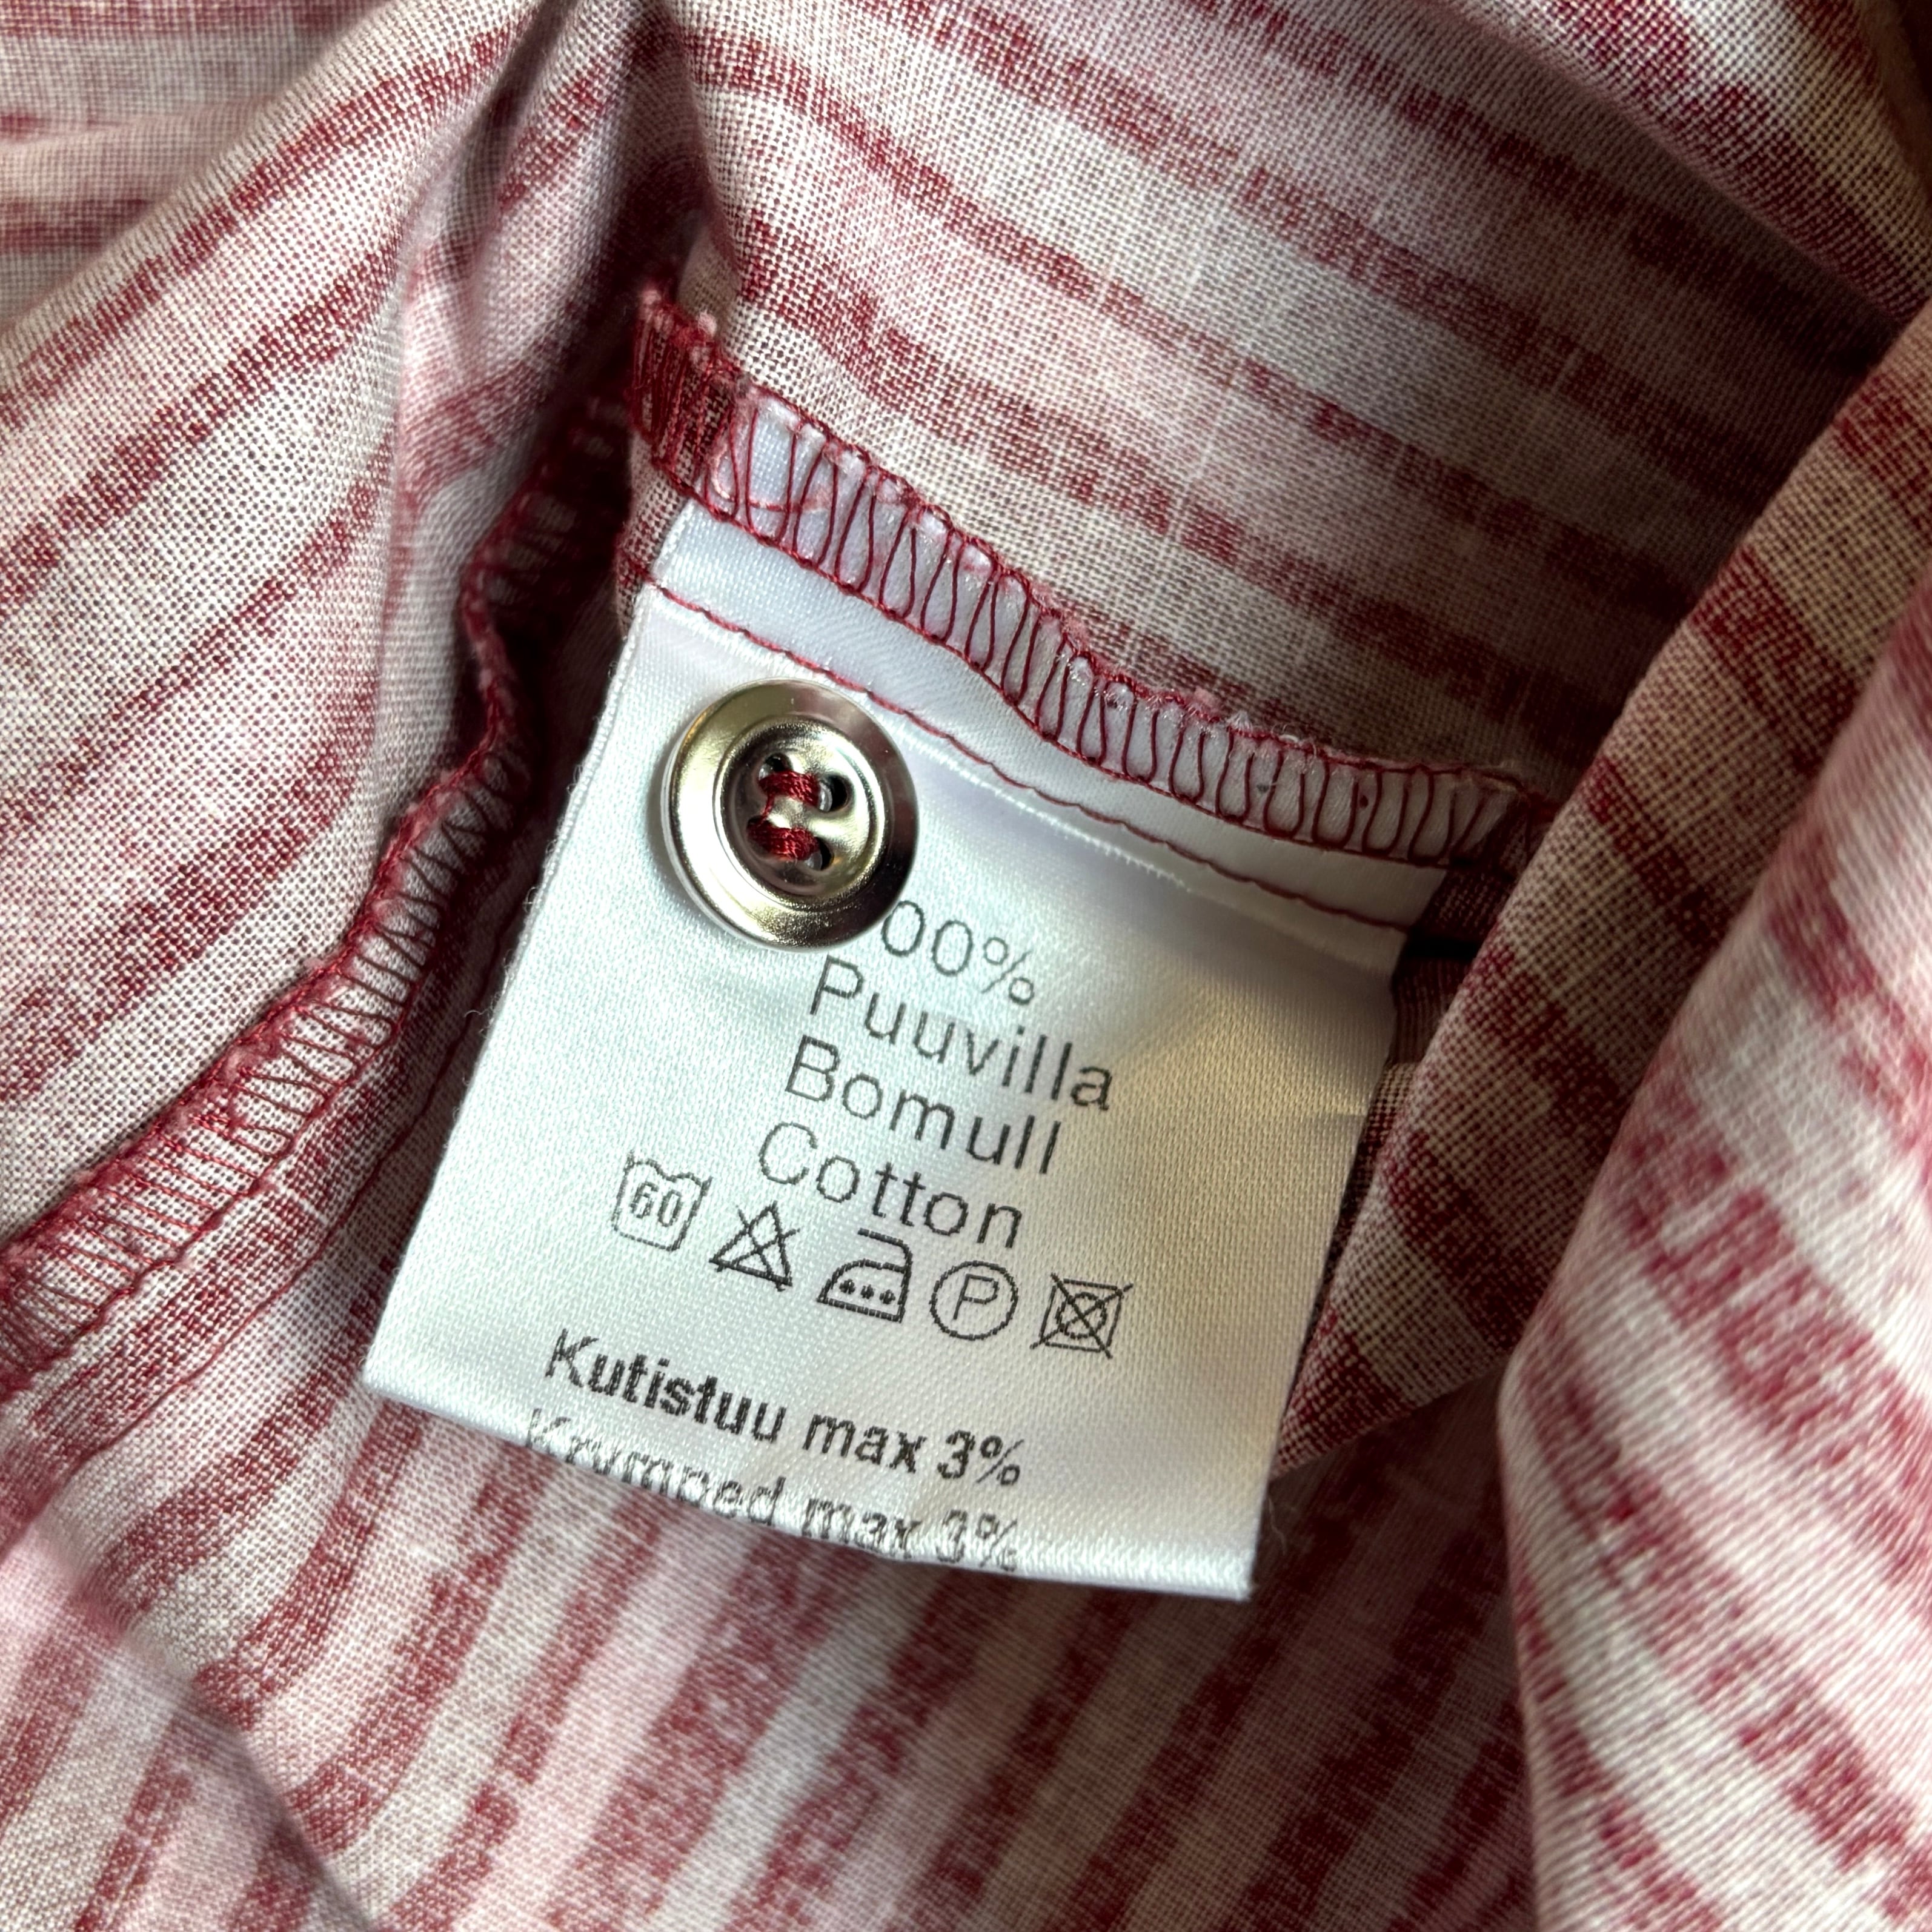 00%
Puuvilla
Bomull
Cotton
60 P
Kutistuu max 3%
Krymped max 3%